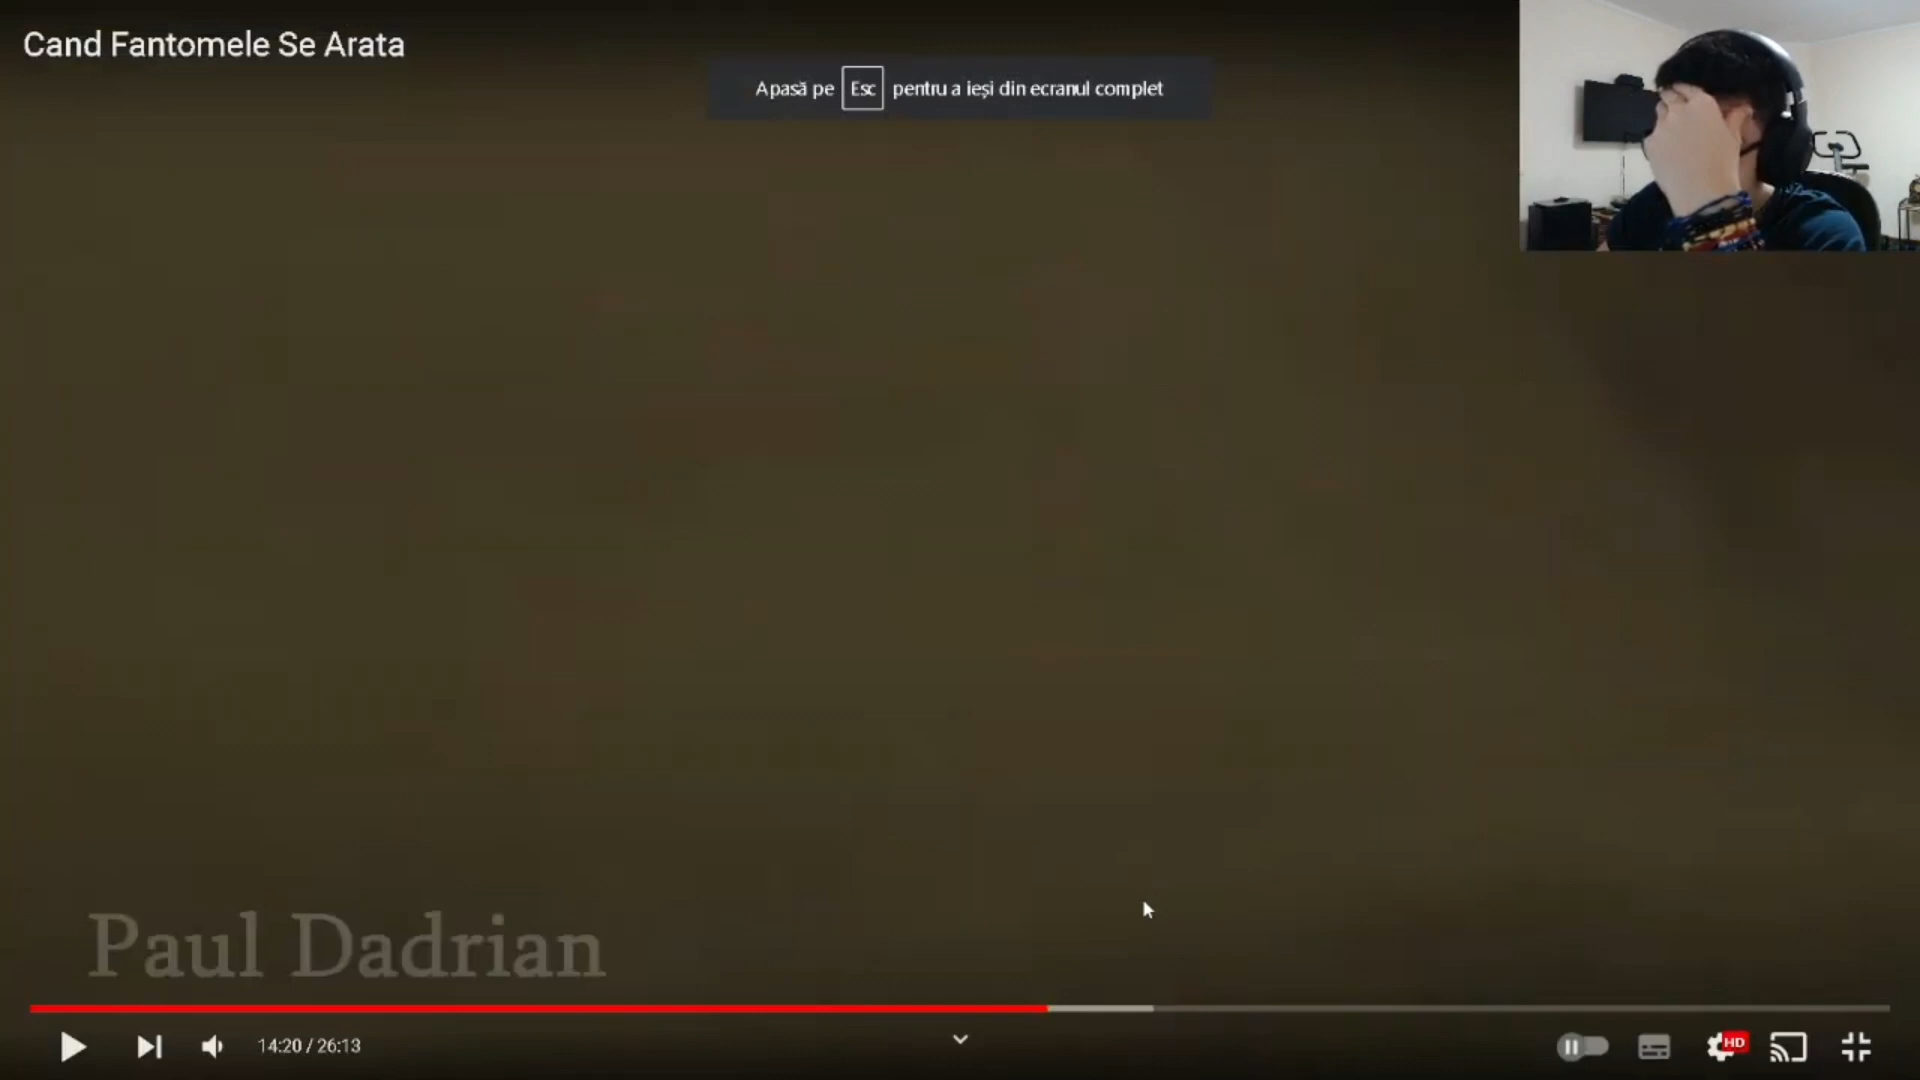 Cand Fantomele Se Arata
Apasă pe Esc pentru a ieși din ecranul complet
Paul Dadrian
14:20 / 26:13
HD